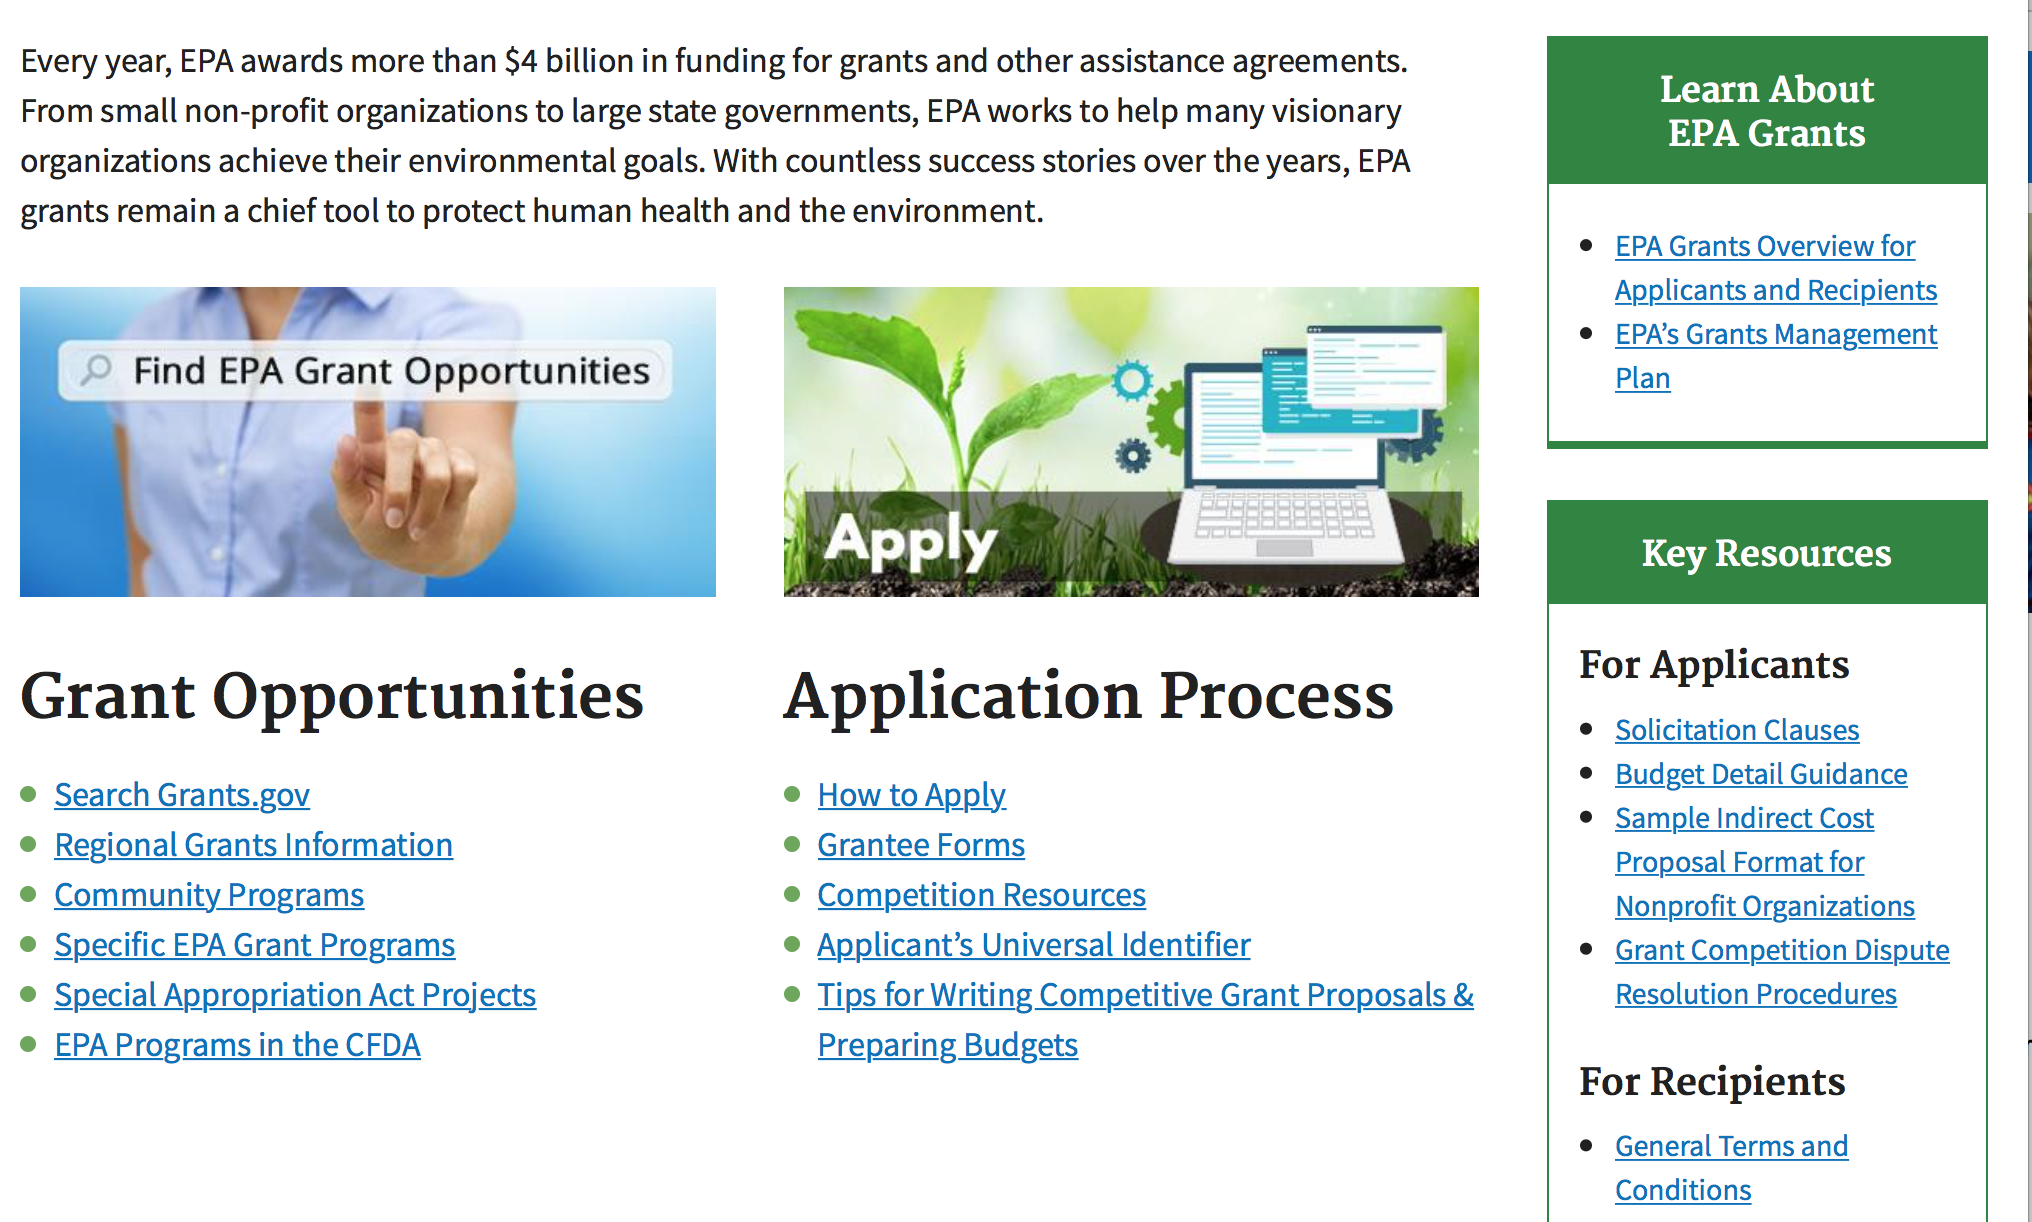 Every year, EPA awards more than $4 billion in funding for grants and other assistance agreements.
From small non-profit organizations to large state governments, EPA works to help many visionary
organizations achieve their environmental goals. With countless success stories over the years, EPA
grants remain a chief tool to protect human health and the environment.
Find EPA Grant Opportunities
Apply
Grant Opportunities
Search Grants.gov
Regional Grants Information
Community Programs
Specific EPA Grant Programs
Special Appropriation Act Projects
EPA Programs in the CFDA
Application Process
How to Apply
Grantee Forms
Competition Resources
Applicant’s Universal Identifier
Tips for Writing Competitive Grant Proposals &
Preparing Budgets
Learn About
EPA Grants
EPA Grants Overview for
Applicants and Recipients
EPA’s Grants Management
Plan
Key Resources
For Applicants
Solicitation Clauses
Budget Detail Guidance
Sample Indirect Cost
Proposal Format for
Nonprofit Organizations
Grant Competition Dispute
Resolution Procedures
For Recipients
General Terms and
Conditions